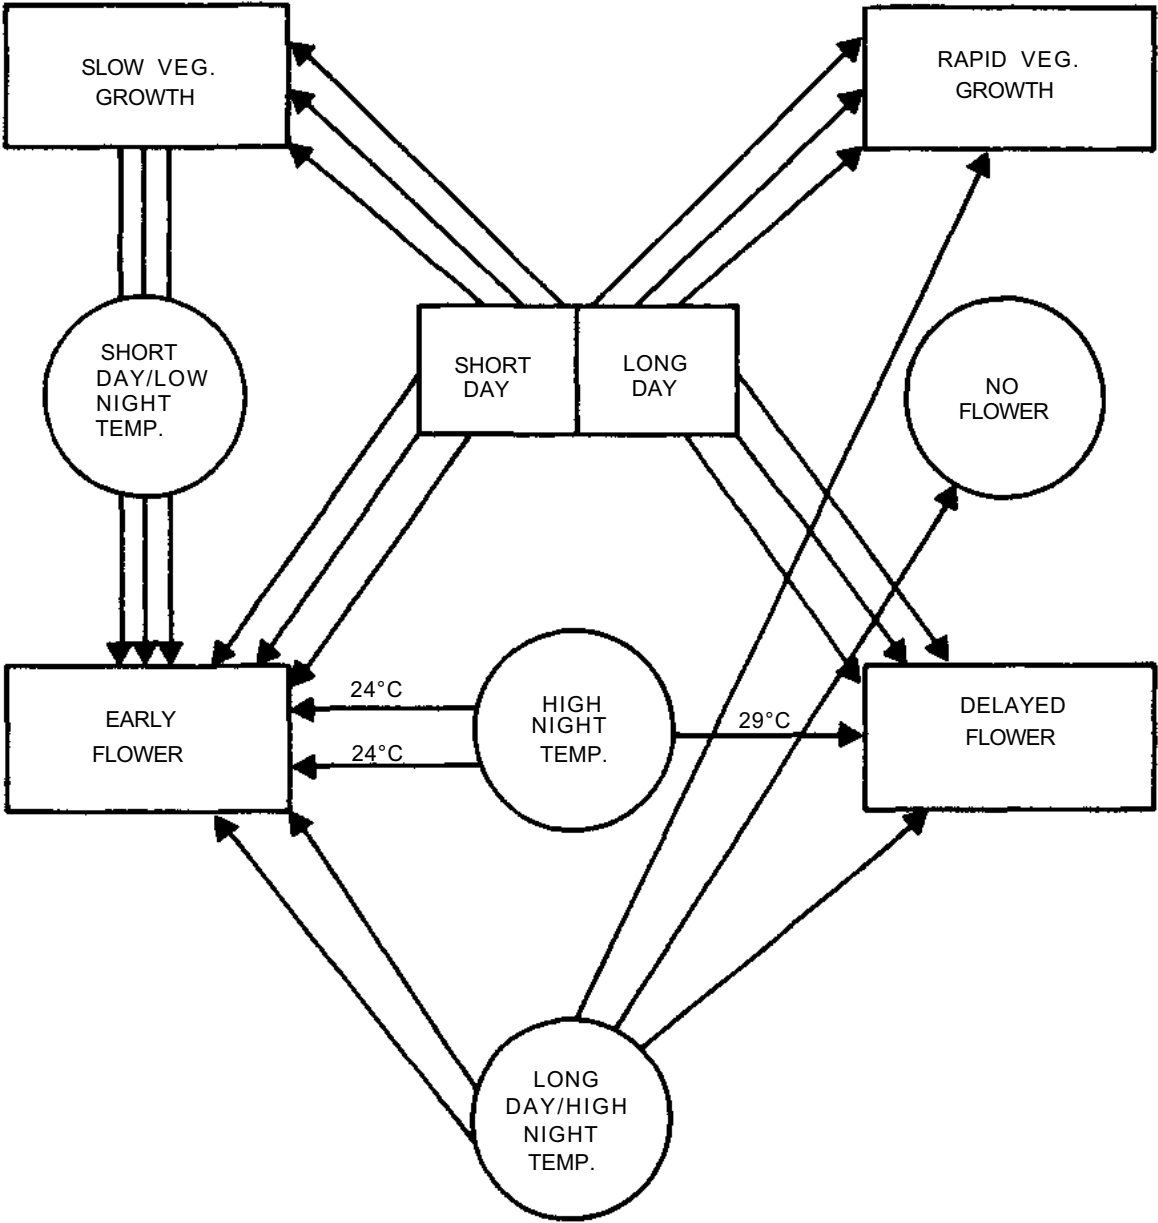 SLOW VEG.
GROWTH
RAPID VEG.
GROWTH
SHORT
DAY/LOW
NIGHT
TEMP.
SHORT
DAY
LONG
DAY
NO
FLOWER
EARLY
FLOWER
24°C
24°C
HIGH
NIGHT
TEMP.
29°C
DELAYED
FLOWER
LONG
DAY/HIGH
NIGHT
TEMP.